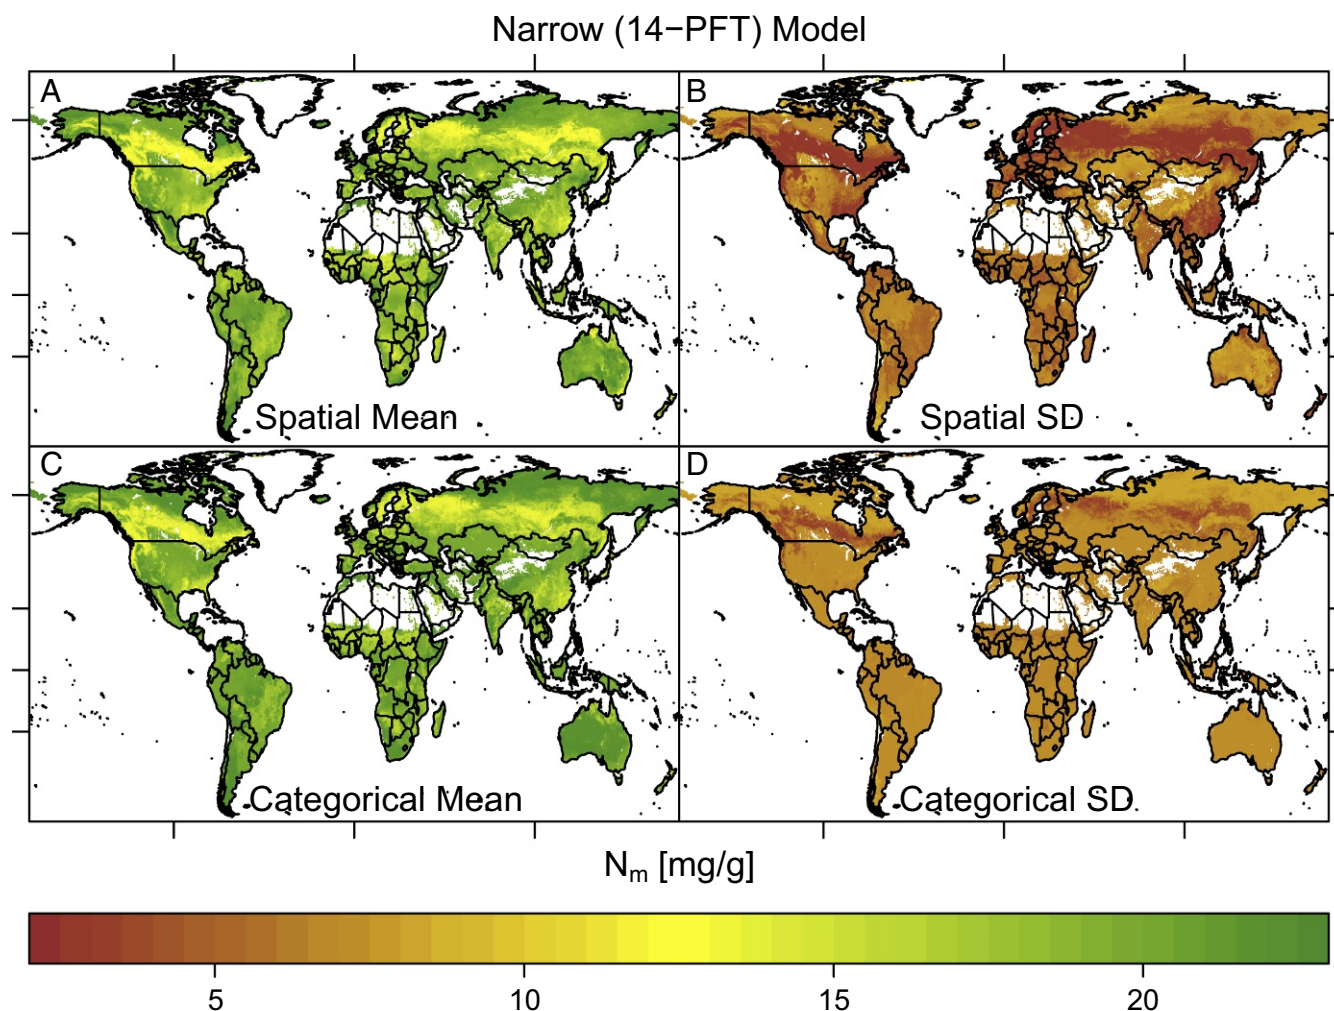 Narrow (14−PFT) Model
A
B
Spatial Mean
Spatial SD
C
D
Categorical Mean
Categorical SD
Nm [mg/g]
5
10
15
20